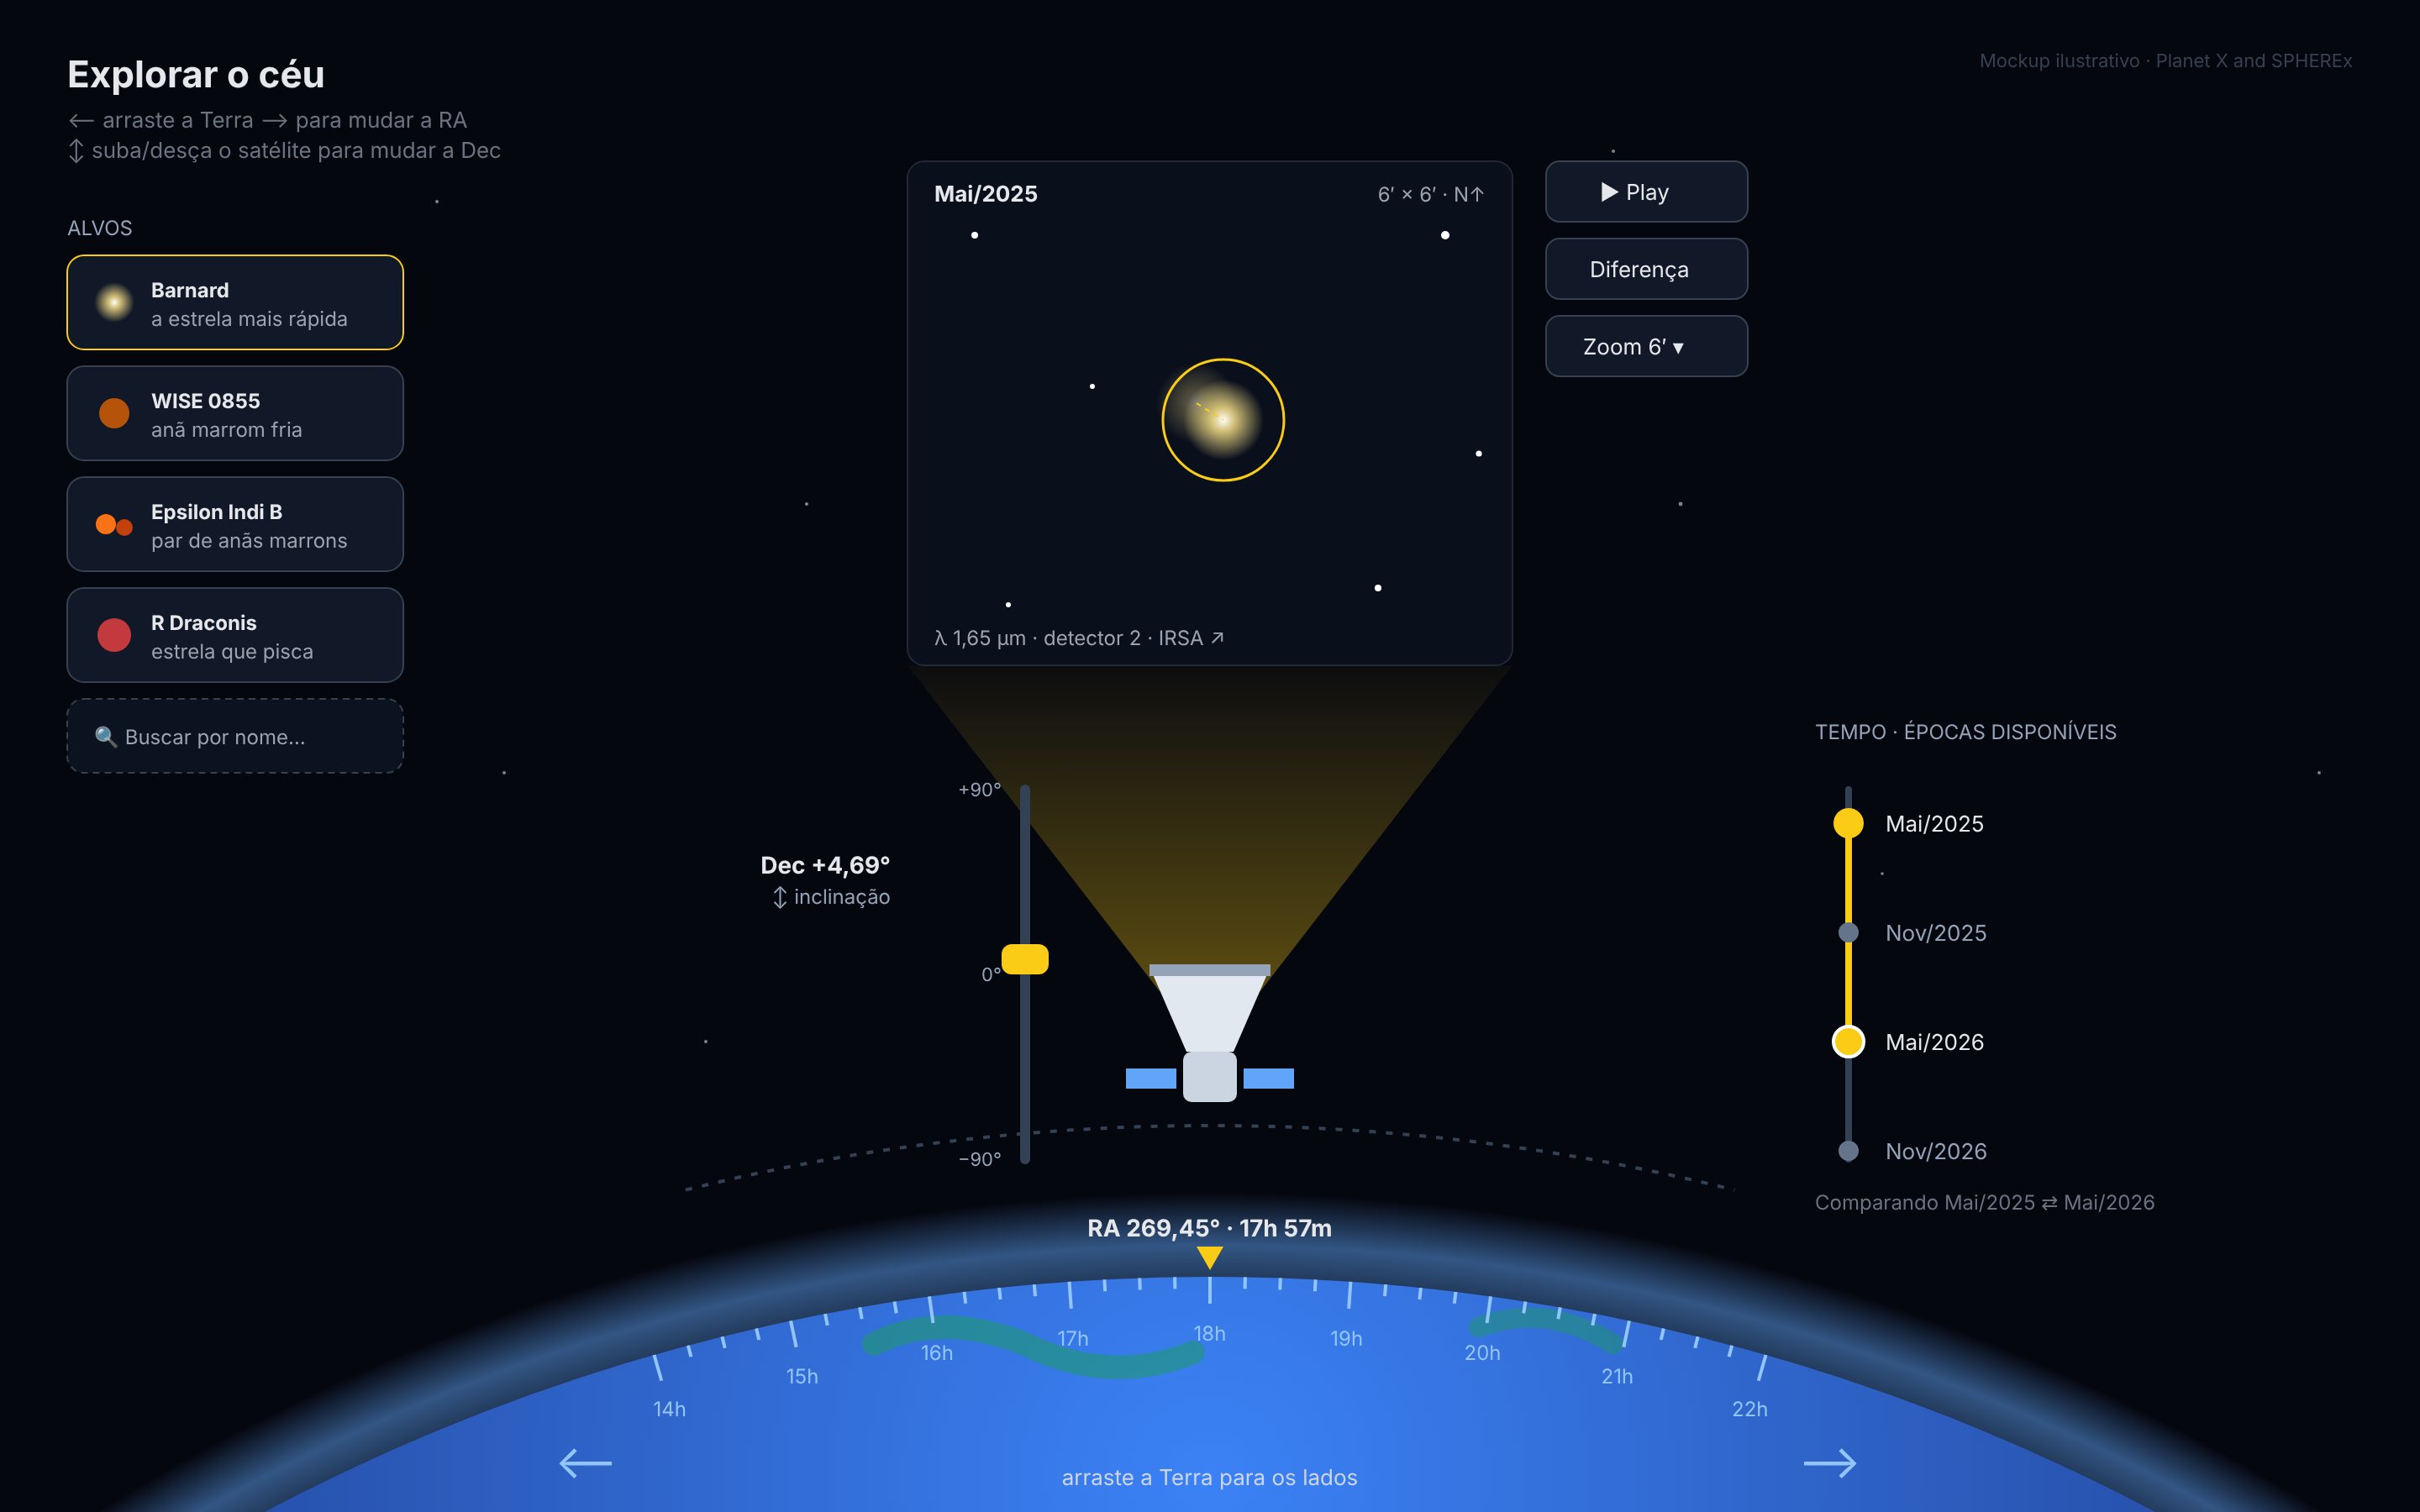 Explorar o céu
← arraste a Terra → para mudar a RA
↕ suba/desça o satélite para mudar a Dec
Mockup ilustrativo · Planet X and SPHEREx
ALVOS
Barnard
a estrela mais rápida
WISE 0855
anã marrom fria
Epsilon Indi B
par de anãs marrons
R Draconis
estrela que pisca
🔍 Buscar por nome...
Mai/2025
6′ × 6′ · N↑
λ 1,65 µm · detector 2 · IRSA ↗
▶ Play
Diferença
Zoom 6′ ▾
+90°
Dec +4,69°
↕ inclinação
0°
−90°
TEMPO · ÉPOCAS DISPONÍVEIS
Mai/2025
Nov/2025
Mai/2026
Nov/2026
Comparando Mai/2025 ⇄ Mai/2026
RA 269,45° · 17h 57m
14h
15h
16h
17h
18h
19h
20h
21h
22h
← →
arraste a Terra para os lados